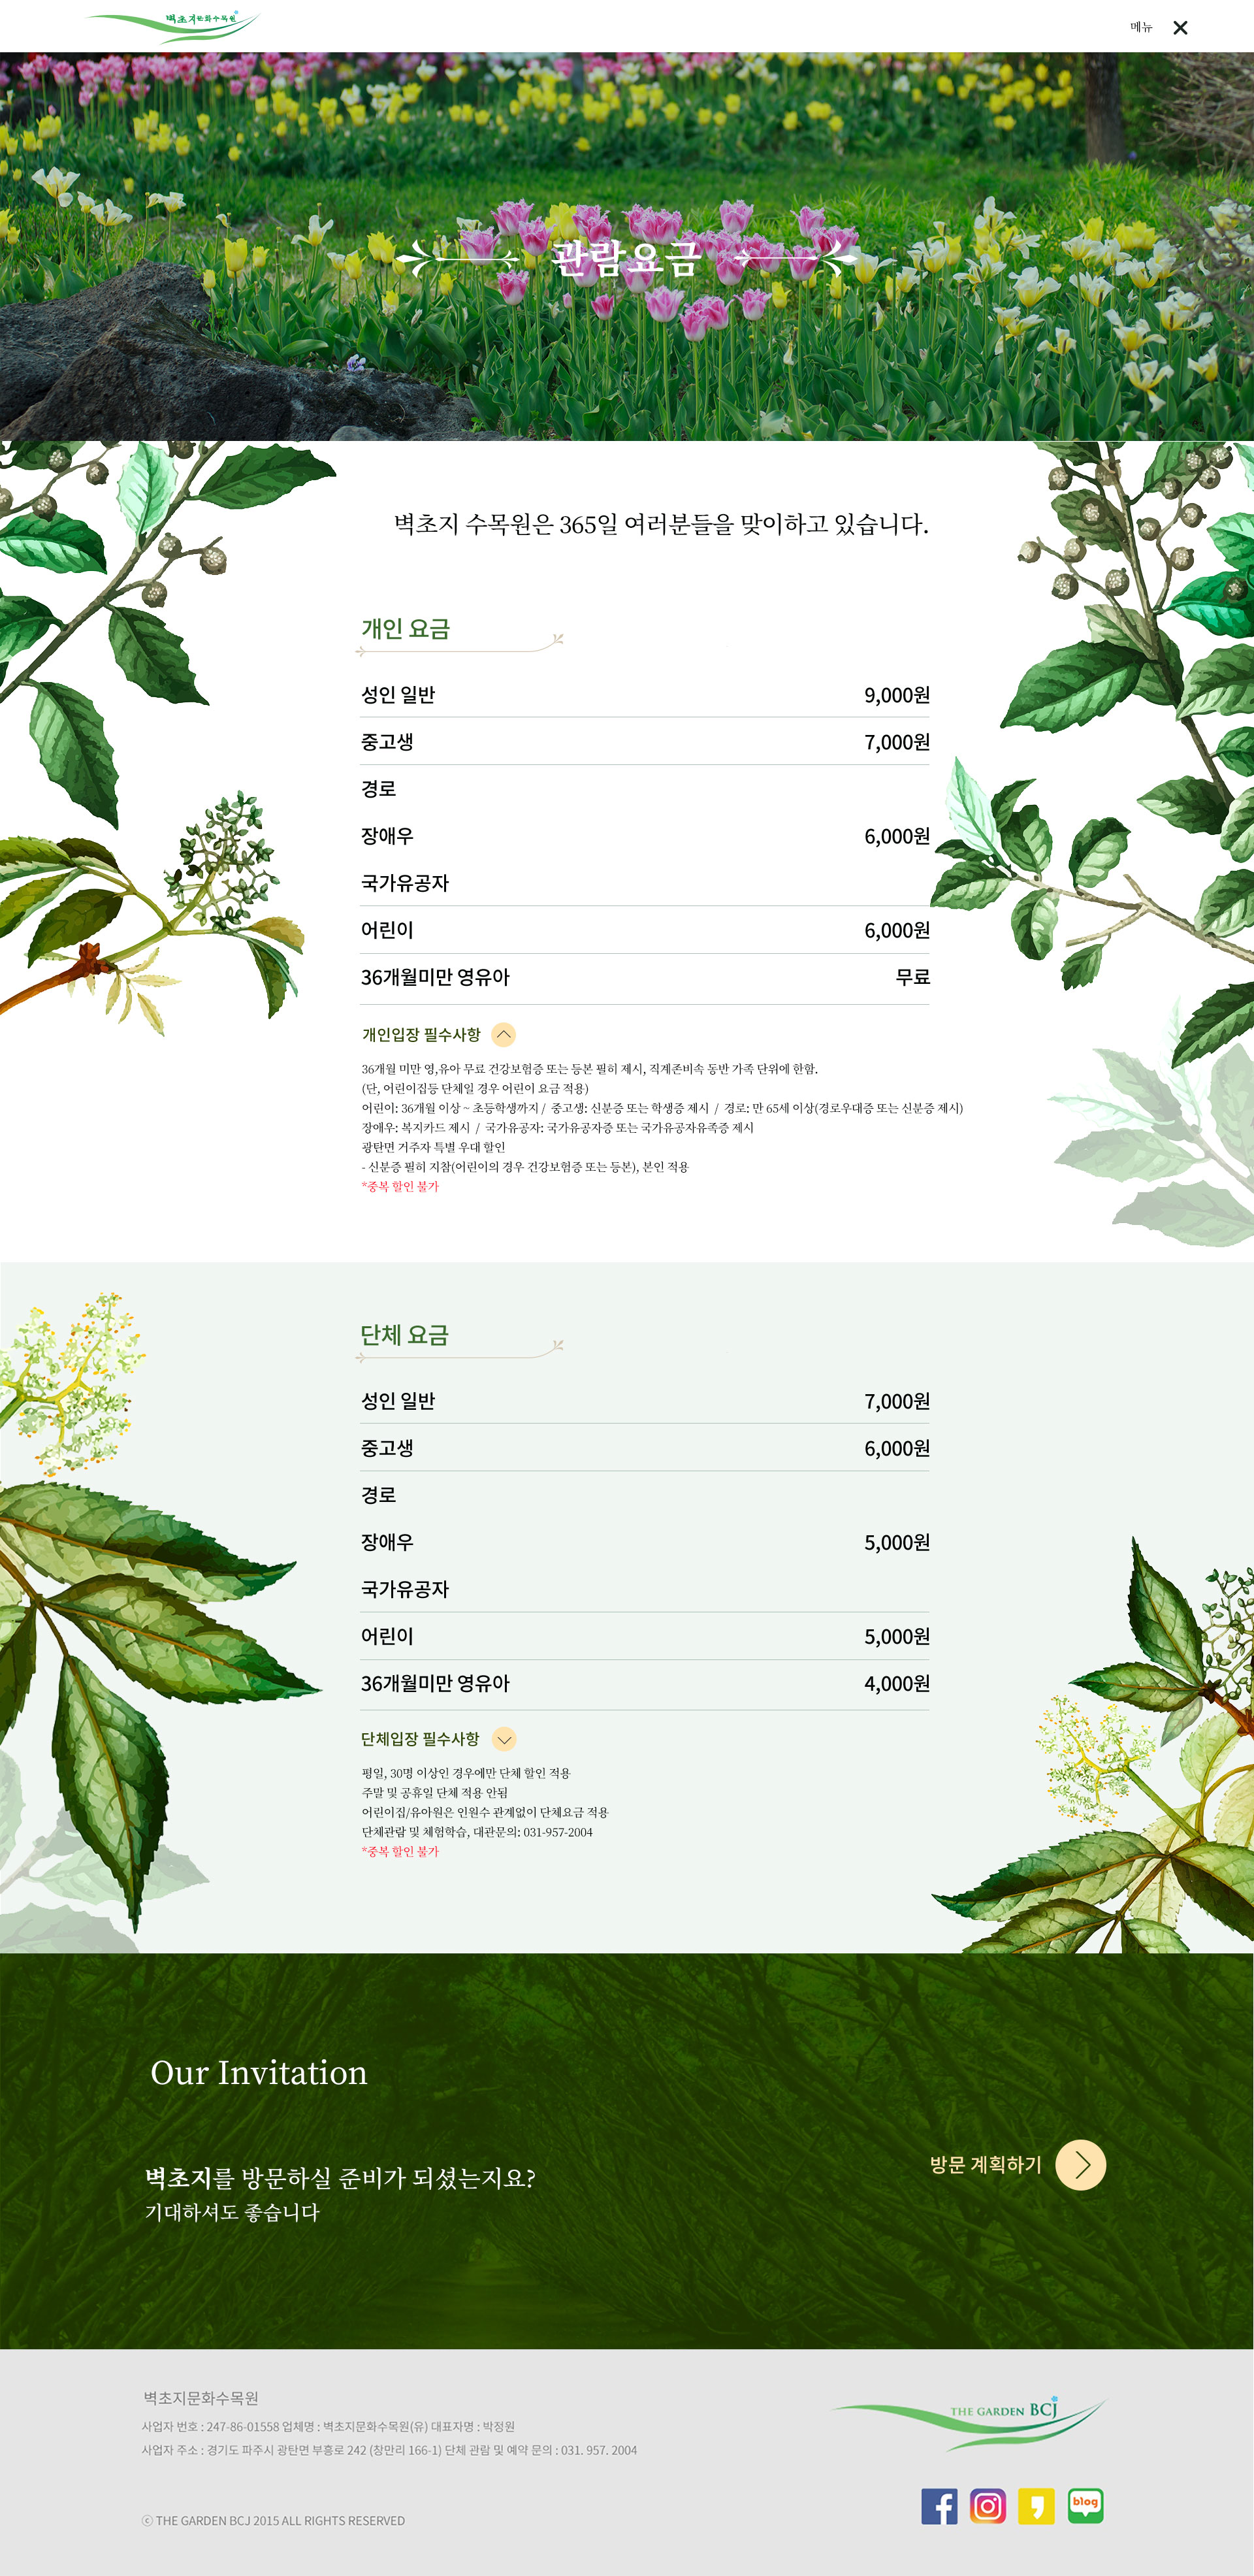 벽초지문화수목원
메뉴
관람요금
벽초지 수목원은 365일 여러분들을 맞이하고 있습니다.
개인 요금
성인 일반 9,000원
중고생 7,000원
경로
장애우 6,000원
국가유공자
어린이 6,000원
36개월미만 영유아 무료
개인입장 필수사항
36개월 미만 영,유아 무료 건강보험증 또는 등본 필히 제시, 직계존비속 동반 가족 단위에 한함.
(단, 어린이집등 단체일 경우 어린이 요금 적용)
어린이: 36개월 이상 ~ 초등학생까지 / 중고생: 신분증 또는 학생증 제시 / 경로: 만 65세 이상(경로우대증 또는 신분증 제시)
장애우: 복지카드 제시 / 국가유공자: 국가유공자증 또는 국가유공자유족증 제시
광탄면 거주자 특별 우대 할인
- 신분증 필히 지참(어린이의 경우 건강보험증 또는 등본), 본인 적용
*중복 할인 불가
단체 요금
성인 일반 7,000원
중고생 6,000원
경로
장애우 5,000원
국가유공자
어린이 5,000원
36개월미만 영유아 4,000원
단체입장 필수사항
평일, 30명 이상인 경우에만 단체 할인 적용
주말 및 공휴일 단체 적용 안됨
어린이집/유아원은 인원수 관계없이 단체요금 적용
단체관람 및 체험학습, 대관문의: 031-957-2004
*중복 할인 불가
Our Invitation
벽초지를 방문하실 준비가 되셨는지요?
기대하셔도 좋습니다
방문 계획하기
벽초지문화수목원
사업자 번호 : 247-86-01558 업체명 : 벽초지문화수목원(유) 대표자명 : 박정원
사업자 주소 : 경기도 파주시 광탄면 부흥로 242 (창만리 166-1) 단체 관람 및 예약 문의 : 031. 957. 2004
ⓒ THE GARDEN BCJ 2015 ALL RIGHTS RESERVED
THE GARDEN BCJ
blog